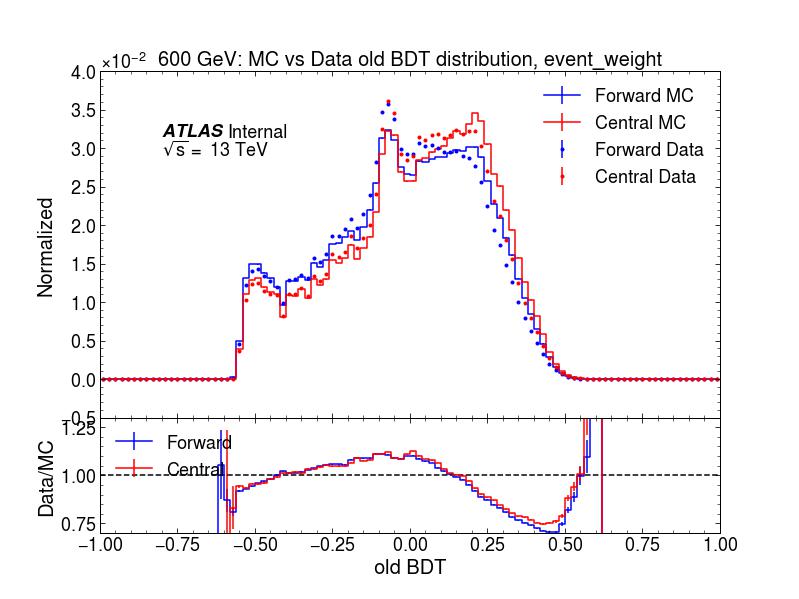 ×10⁻² 600 GeV: MC vs Data old BDT distribution, event_weight
4.0
3.5
3.0
2.5
2.0
1.5
1.0
0.5
0.0
−0.5
Normalized
ATLAS Internal
√s = 13 TeV
Forward MC
Central MC
Forward Data
Central Data
1.25
1.00
0.75
Data/MC
Forward
Central
−1.00 −0.75 −0.50 −0.25 0.00 0.25 0.50 0.75 1.00
old BDT